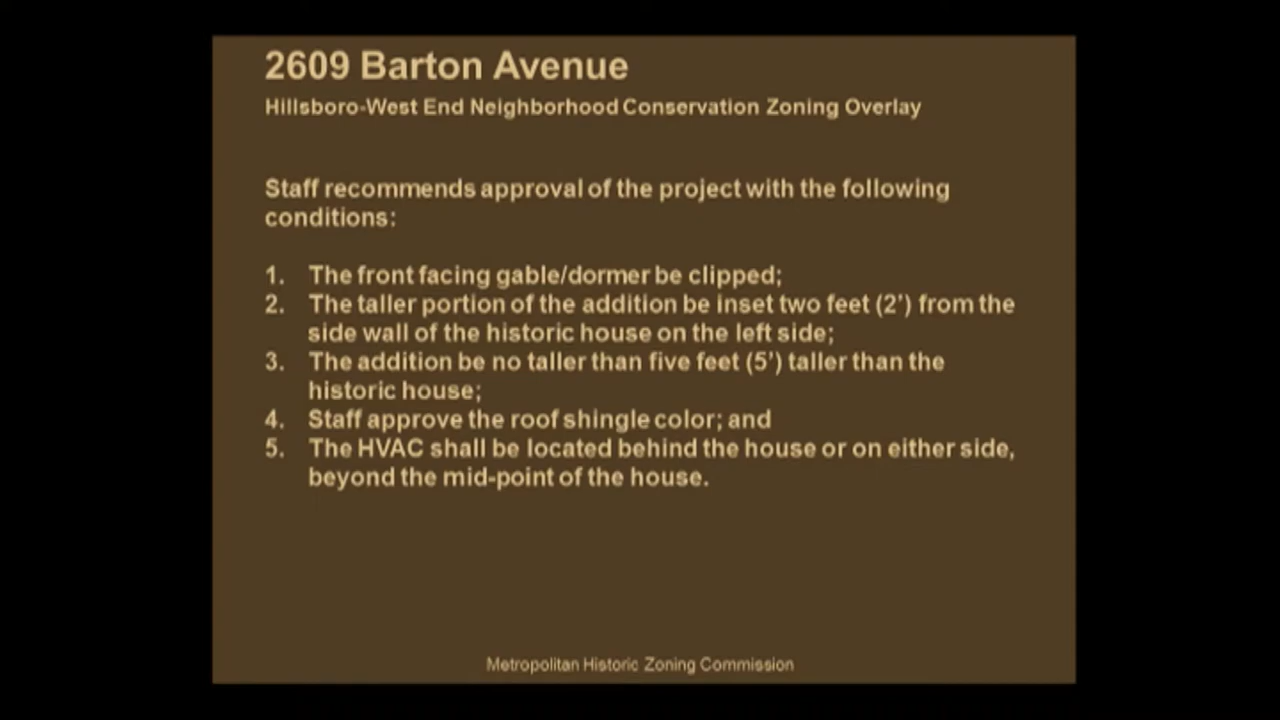 2609 Barton Avenue
Hillsboro-West End Neighborhood Conservation Zoning Overlay
Staff recommends approval of the project with the following
conditions:
1. The front facing gable/dormer be clipped;
2. The taller portion of the addition be inset two feet (2') from the
side wall of the historic house on the left side;
3. The addition be no taller than five feet (5') taller than the
historic house;
4. Staff approve the roof shingle color; and
5. The HVAC shall be located behind the house or on either side,
beyond the mid-point of the house.
Metropolitan Historic Zoning Commission